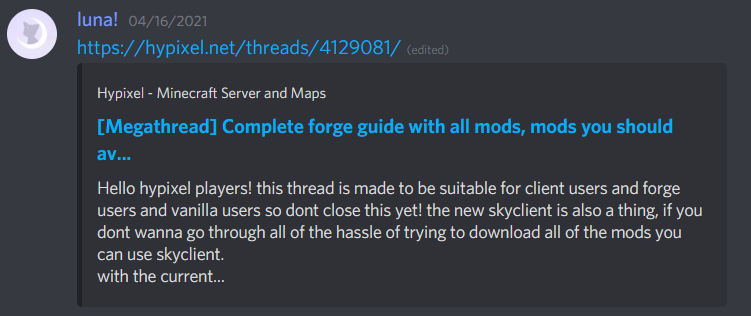 luna! 04/16/2021
https://hypixel.net/threads/4129081/ (edited)
Hypixel - Minecraft Server and Maps
[Megathread] Complete forge guide with all mods, mods you should
av...
Hello hypixel players! this thread is made to be suitable for client users and forge
users and vanilla users so dont close this yet! the new skyclient is also a thing, if you
dont wanna go through all of the hassle of trying to download all of the mods you
can use skyclient.
with the current...